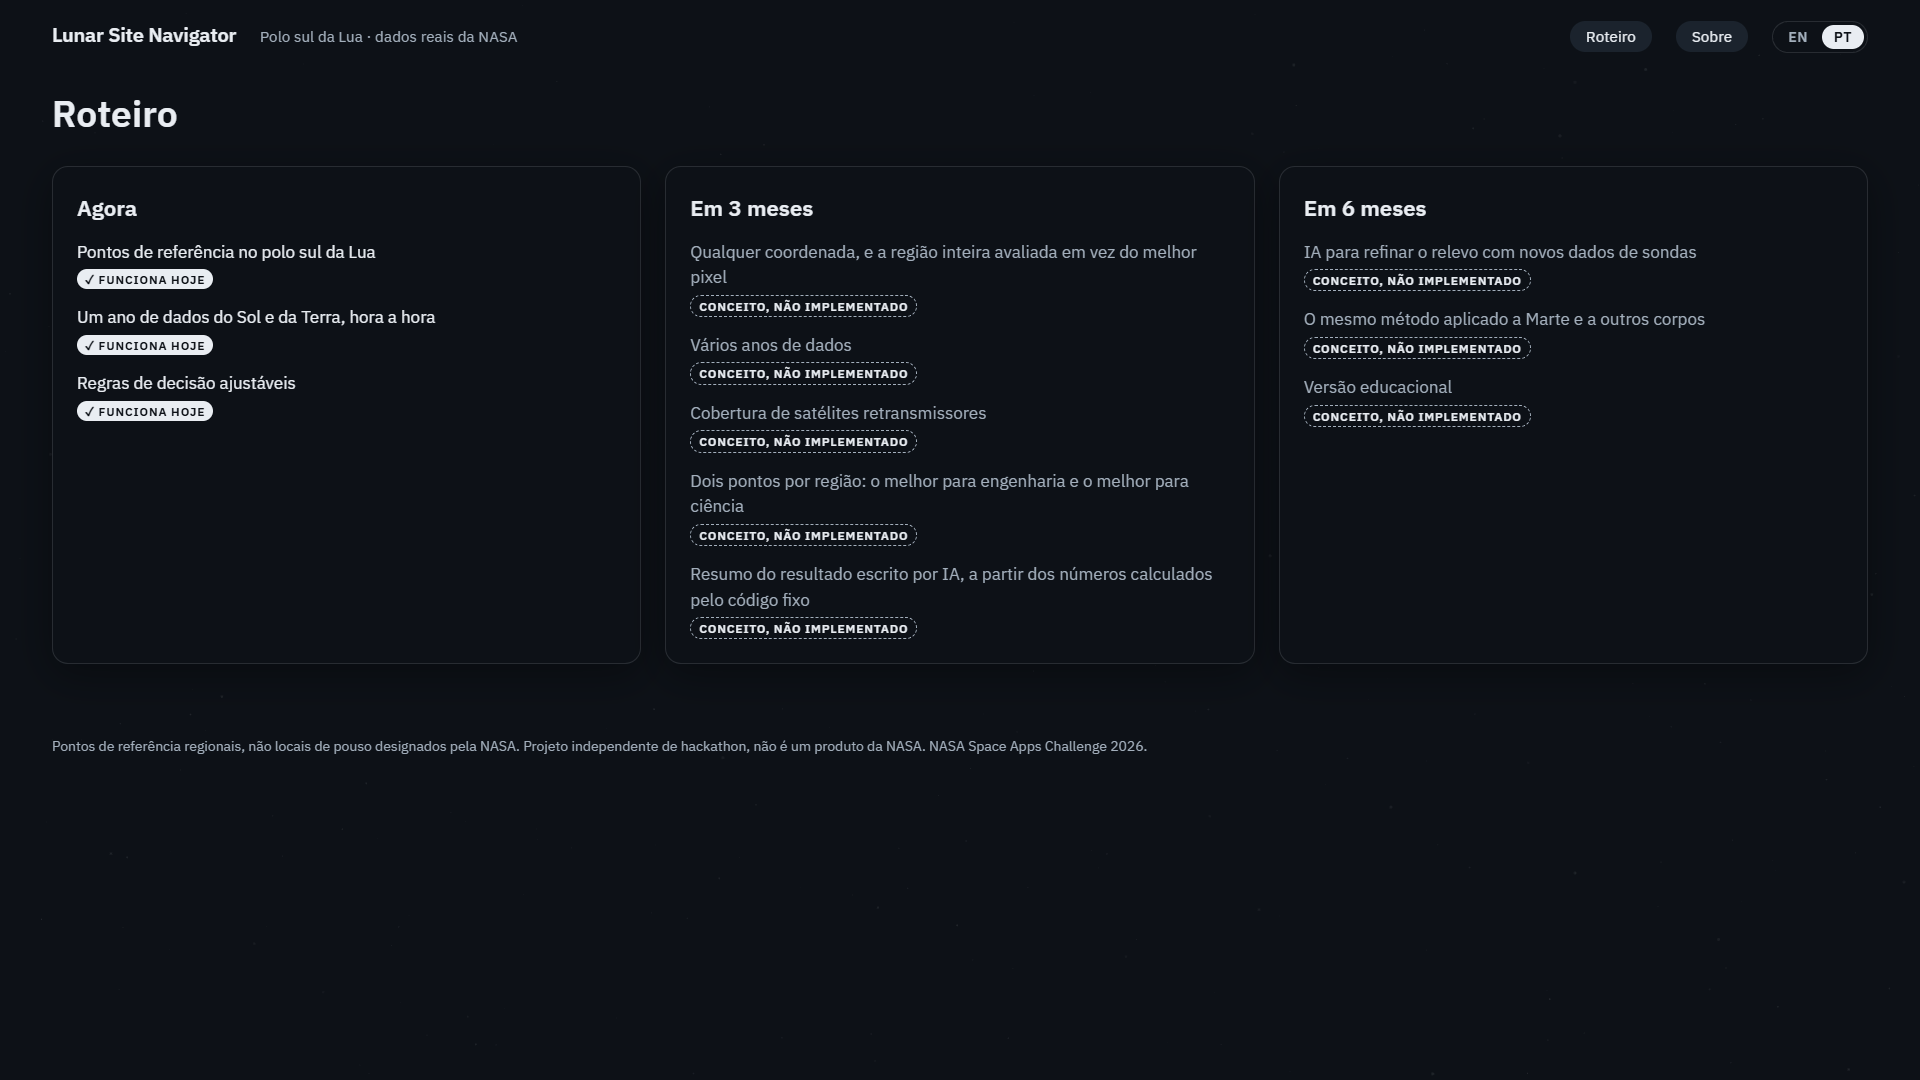 Lunar Site Navigator
Polo sul da Lua · dados reais da NASA
Roteiro
Sobre
EN
PT
Roteiro
Agora
Pontos de referência no polo sul da Lua
✓ FUNCIONA HOJE
Um ano de dados do Sol e da Terra, hora a hora
✓ FUNCIONA HOJE
Regras de decisão ajustáveis
✓ FUNCIONA HOJE
Em 3 meses
Qualquer coordenada, e a região inteira avaliada em vez do melhor
pixel
CONCEITO, NÃO IMPLEMENTADO
Vários anos de dados
CONCEITO, NÃO IMPLEMENTADO
Cobertura de satélites retransmissores
CONCEITO, NÃO IMPLEMENTADO
Dois pontos por região: o melhor para engenharia e o melhor para
ciência
CONCEITO, NÃO IMPLEMENTADO
Resumo do resultado escrito por IA, a partir dos números calculados
pelo código fixo
CONCEITO, NÃO IMPLEMENTADO
Em 6 meses
IA para refinar o relevo com novos dados de sondas
CONCEITO, NÃO IMPLEMENTADO
O mesmo método aplicado a Marte e a outros corpos
CONCEITO, NÃO IMPLEMENTADO
Versão educacional
CONCEITO, NÃO IMPLEMENTADO
Pontos de referência regionais, não locais de pouso designados pela NASA. Projeto independente de hackathon, não é um produto da NASA. NASA Space Apps Challenge 2026.